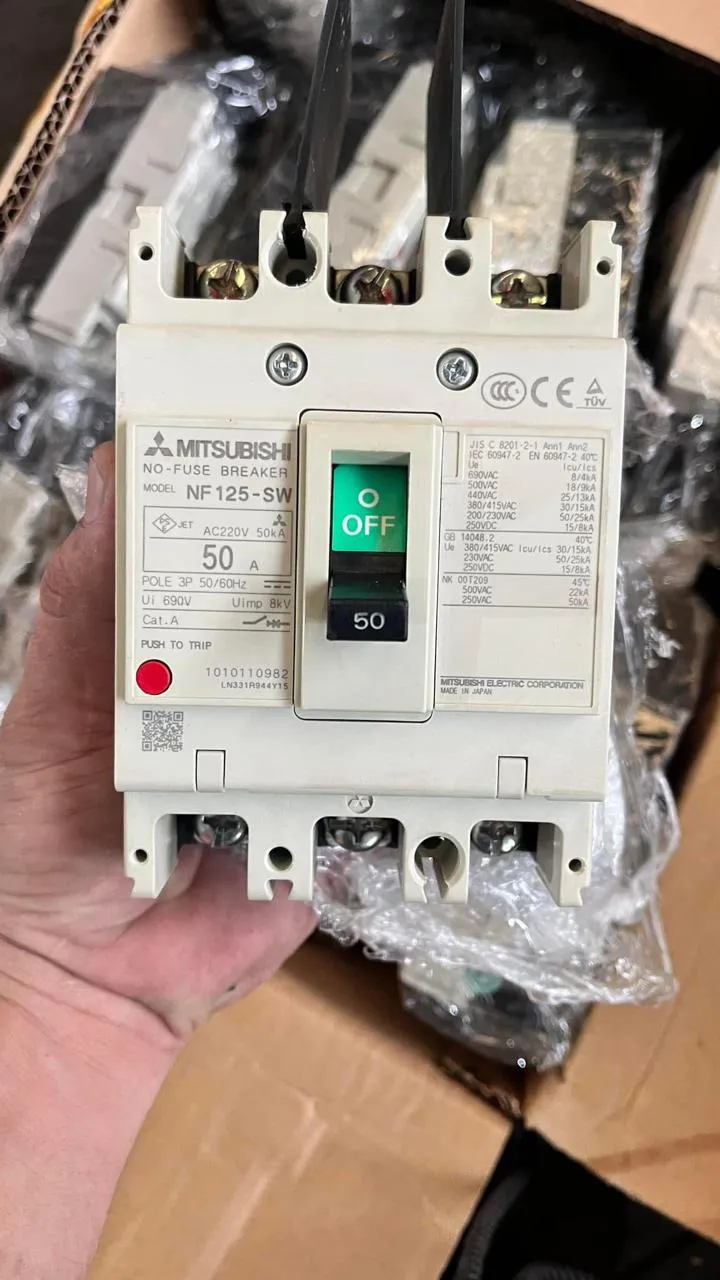 CCC CE
TÜV
MITSUBISHI
NO-FUSE BREAKER
MODEL NF125-SW
PS E JET AC220V 50kA
50 A
POLE 3P 50/60Hz
Ui 690V Uimp 8kV
Cat.A
PUSH TO TRIP
1010110982
LN331R944Y15
O
OFF
50
JIS C 8201-2-1 Ann1 Ann2
IEC 60947-2 EN 60947-2 40℃
Ue Icu/Ics
690VAC 8/4kA
500VAC 18/9kA
440VAC 25/13kA
380/415VAC 30/15kA
200/230VAC 50/25kA
250VDC 15/8kA
GB 14048.2 40℃
Ue 380/415VAC Icu/Ics 30/15kA
230VAC 50/25kA
250VDC 15/8kA
NK 00T209 45℃
500VAC 22kA
250VAC 50kA
MITSUBISHI ELECTRIC CORPORATION
MADE IN JAPAN